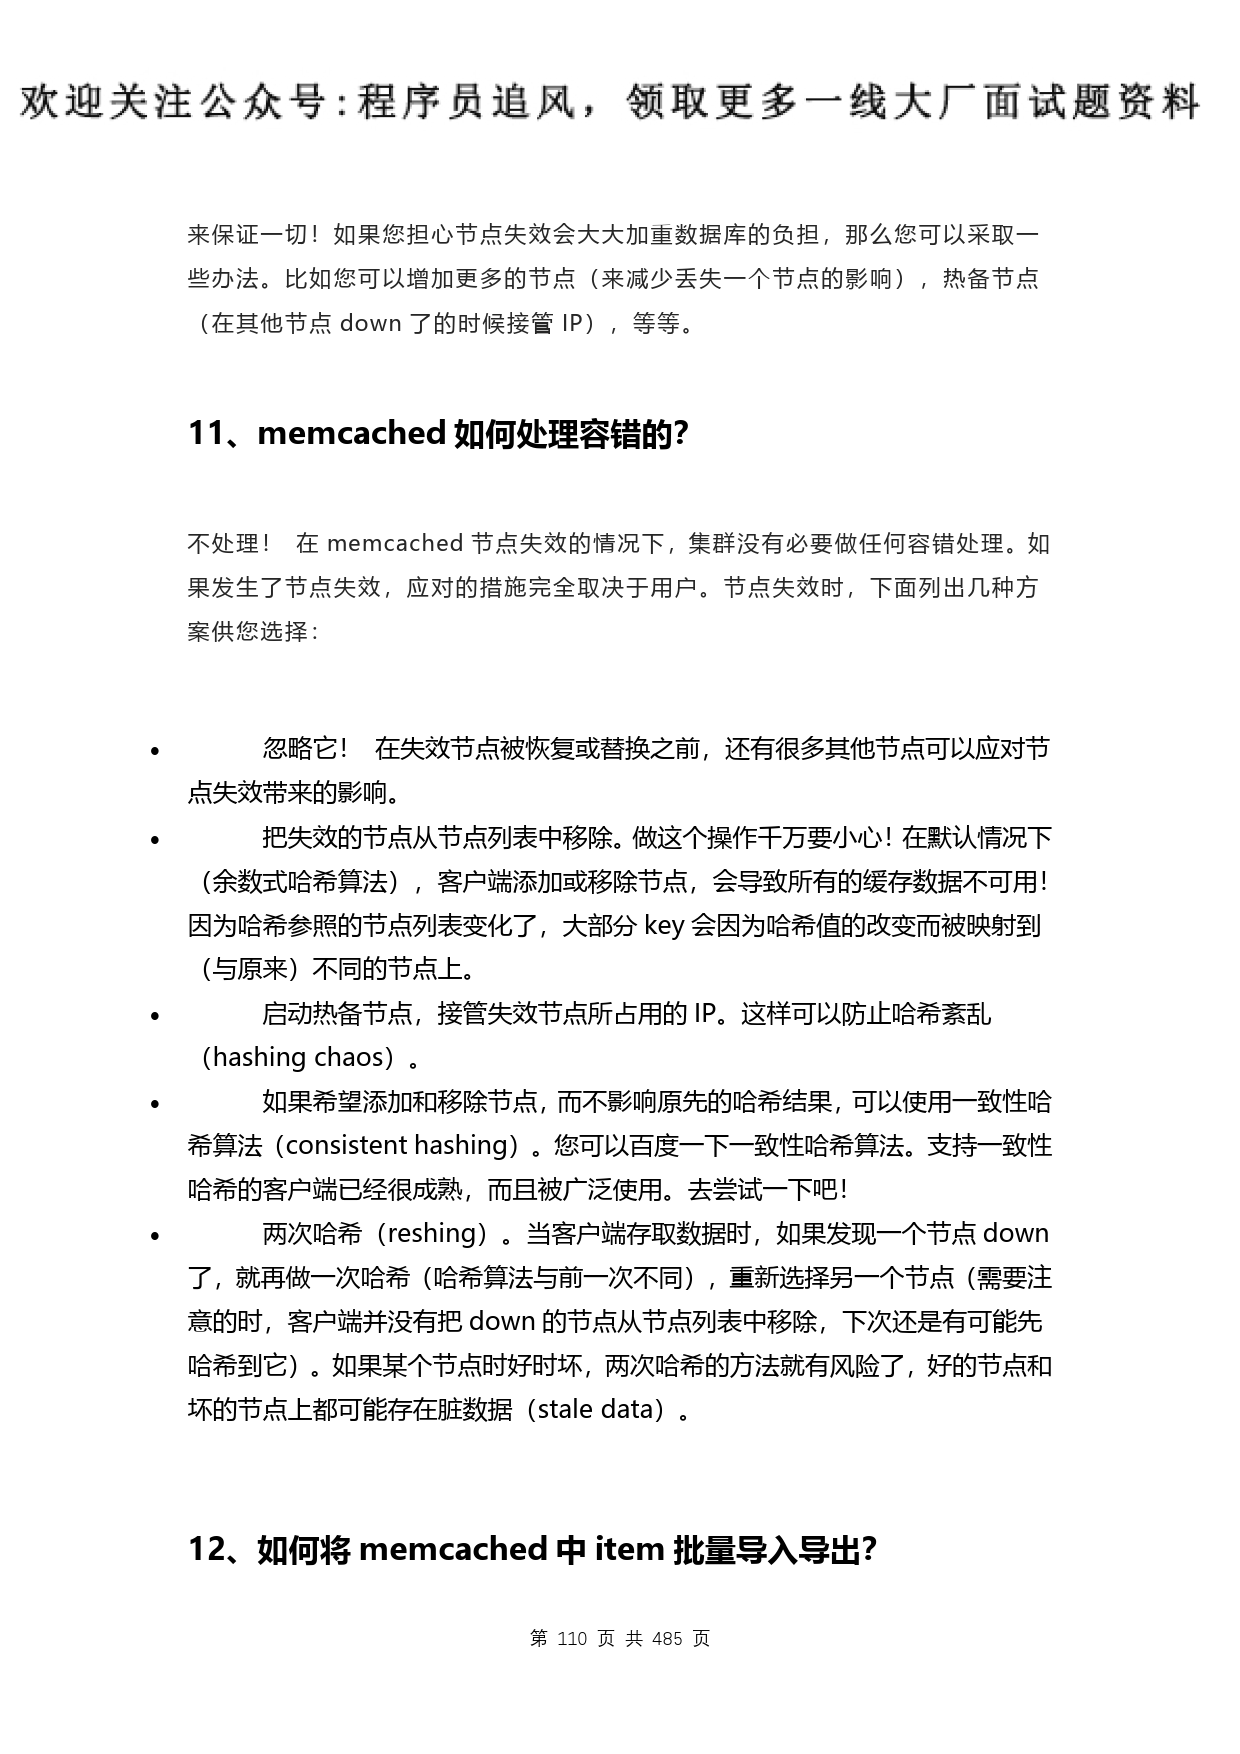 欢迎关注公众号:程序员追风，领取更多一线大厂面试题资料
来保证一切！如果您担心节点失效会大大加重数据库的负担，那么您可以采取一
些办法。比如您可以增加更多的节点（来减少丢失一个节点的影响），热备节点
（在其他节点 down 了的时候接管 IP），等等。
11、memcached 如何处理容错的？
不处理！ 在 memcached 节点失效的情况下，集群没有必要做任何容错处理。如
果发生了节点失效，应对的措施完全取决于用户。节点失效时，下面列出几种方
案供您选择：
• 忽略它！ 在失效节点被恢复或替换之前，还有很多其他节点可以应对节
点失效带来的影响。
• 把失效的节点从节点列表中移除。做这个操作千万要小心！在默认情况下
（余数式哈希算法），客户端添加或移除节点，会导致所有的缓存数据不可用！
因为哈希参照的节点列表变化了，大部分 key 会因为哈希值的改变而被映射到
（与原来）不同的节点上。
• 启动热备节点，接管失效节点所占用的 IP。这样可以防止哈希紊乱
（hashing chaos）。
• 如果希望添加和移除节点，而不影响原先的哈希结果，可以使用一致性哈
希算法（consistent hashing）。您可以百度一下一致性哈希算法。支持一致性
哈希的客户端已经很成熟，而且被广泛使用。去尝试一下吧！
• 两次哈希（reshing）。当客户端存取数据时，如果发现一个节点 down
了，就再做一次哈希（哈希算法与前一次不同），重新选择另一个节点（需要注
意的时，客户端并没有把 down 的节点从节点列表中移除，下次还是有可能先
哈希到它）。如果某个节点时好时坏，两次哈希的方法就有风险了，好的节点和
坏的节点上都可能存在脏数据（stale data）。
12、如何将 memcached 中 item 批量导入导出？
第 110 页 共 485 页